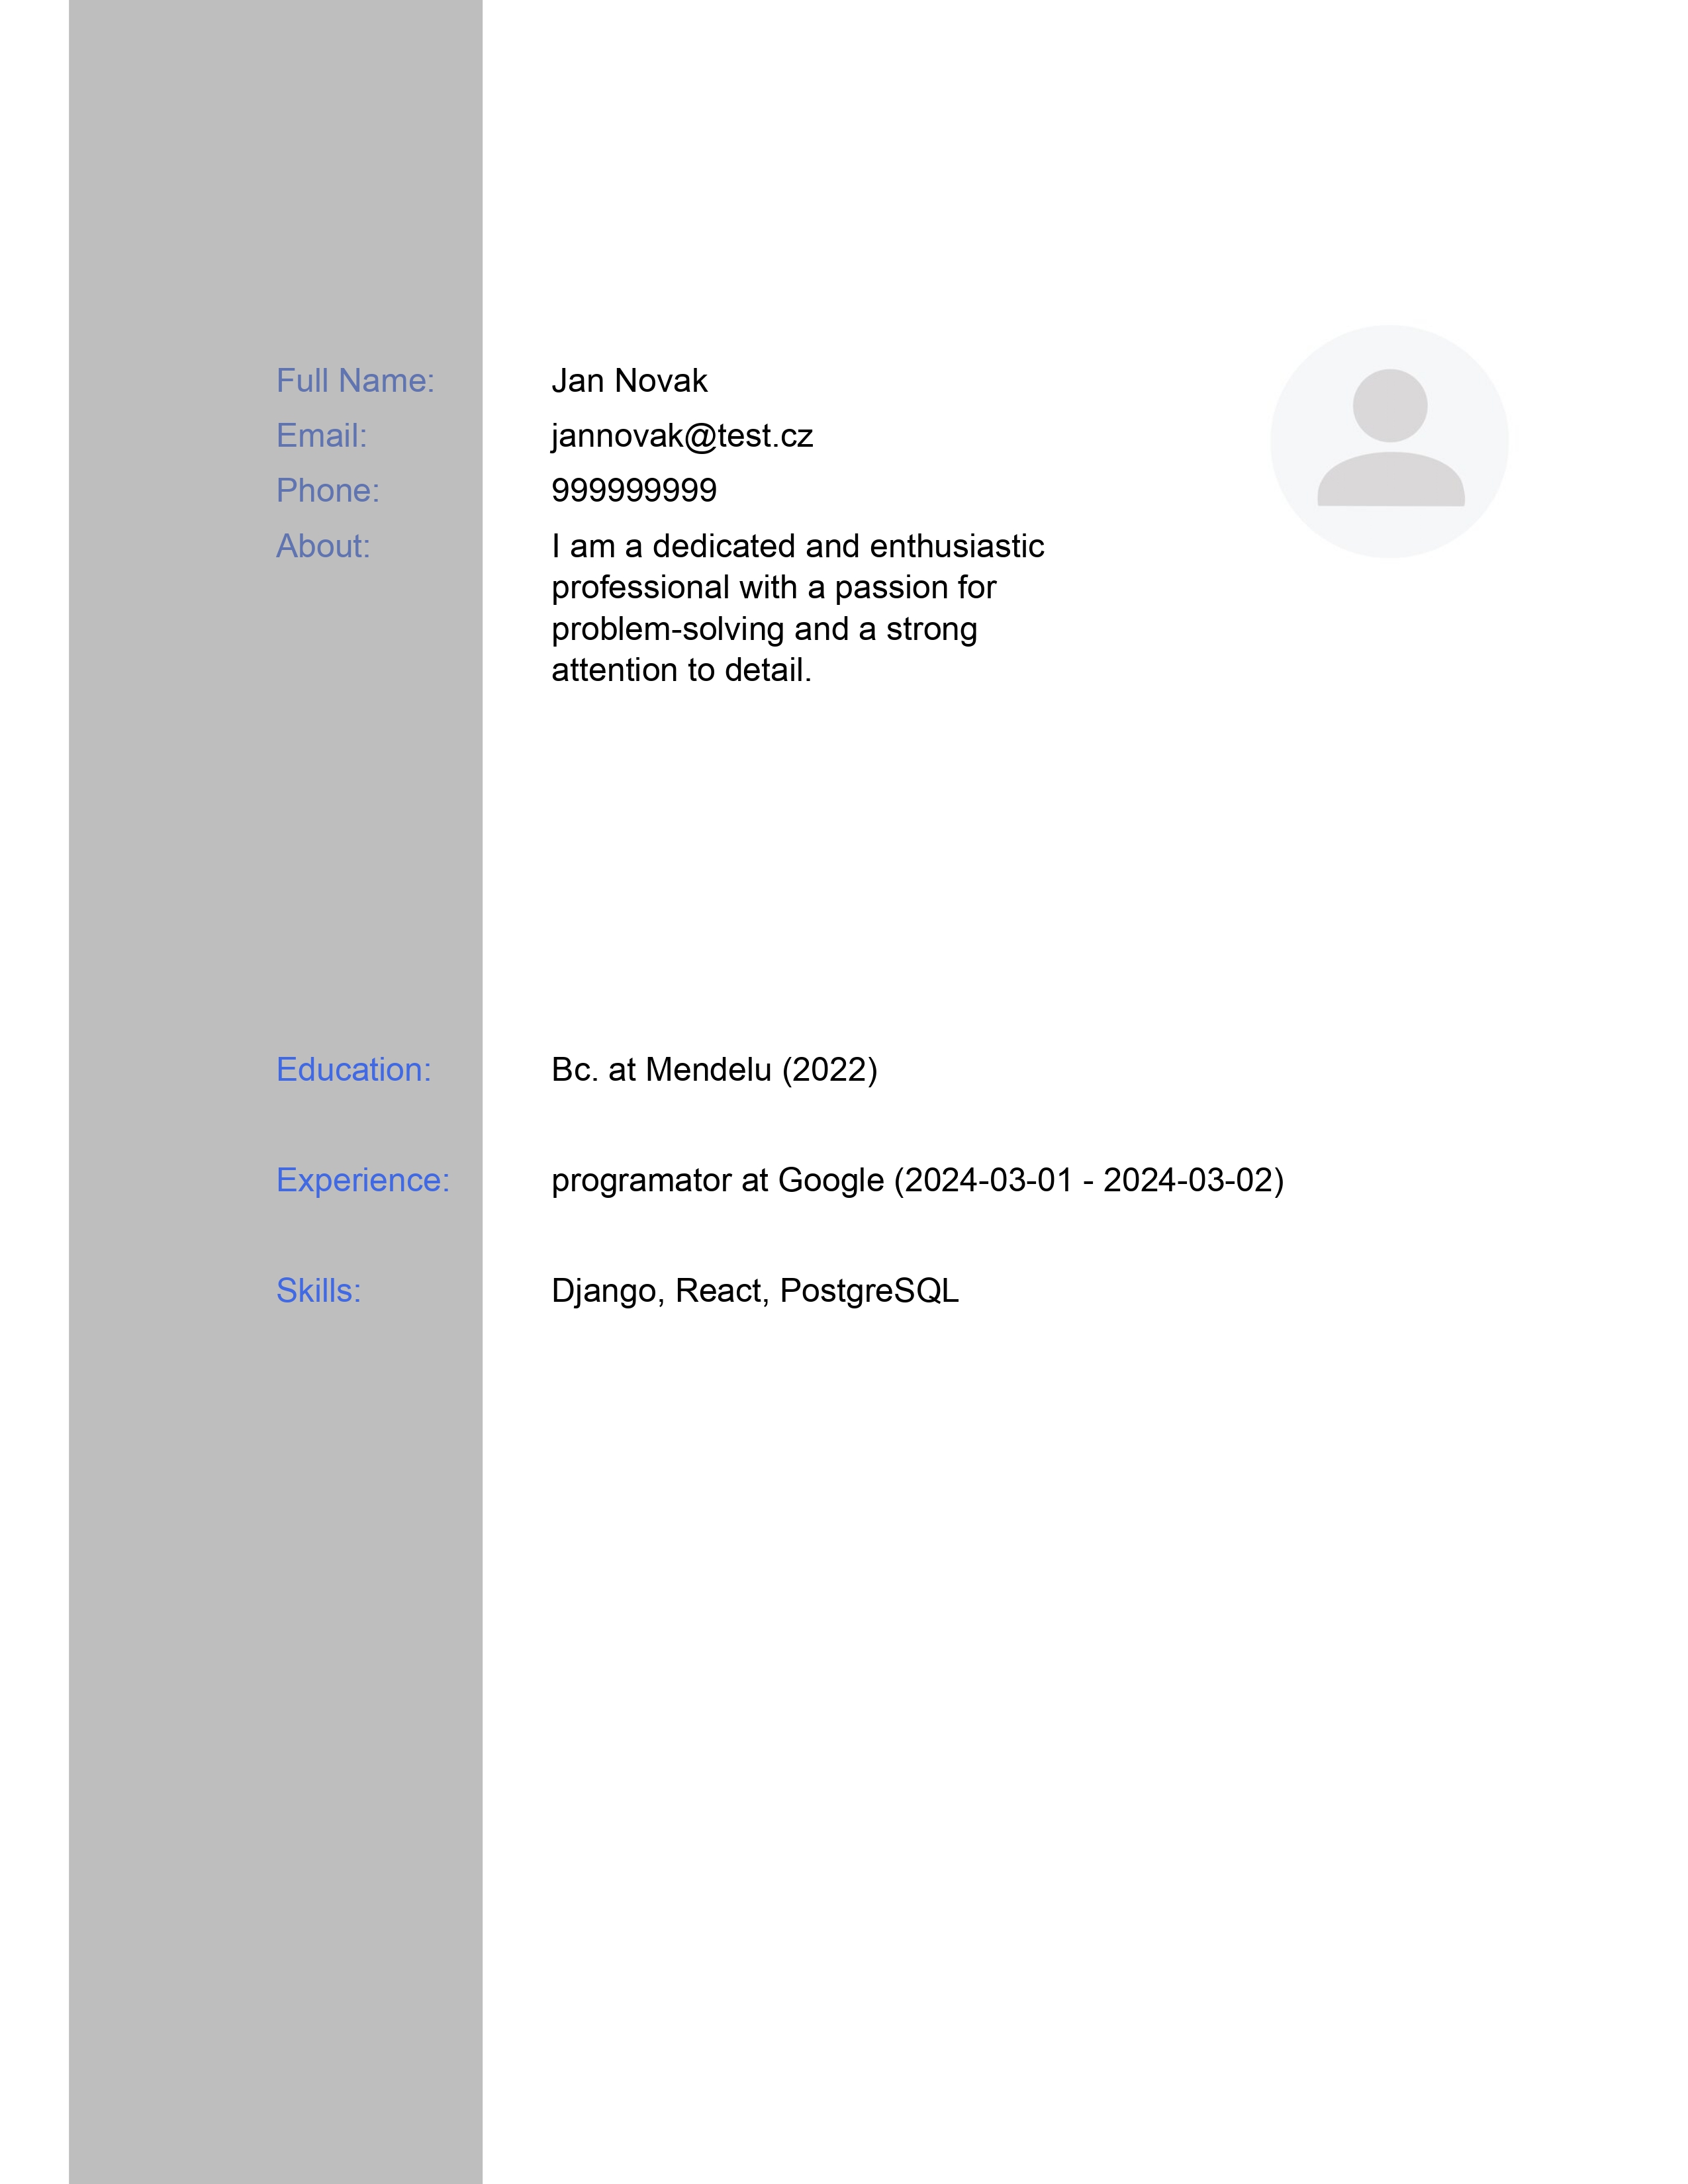 Full Name: Jan Novak
Email: jannovak@test.cz
Phone: 999999999
About: I am a dedicated and enthusiastic
professional with a passion for
problem-solving and a strong
attention to detail.
Education: Bc. at Mendelu (2022)
Experience: programator at Google (2024-03-01 - 2024-03-02)
Skills: Django, React, PostgreSQL